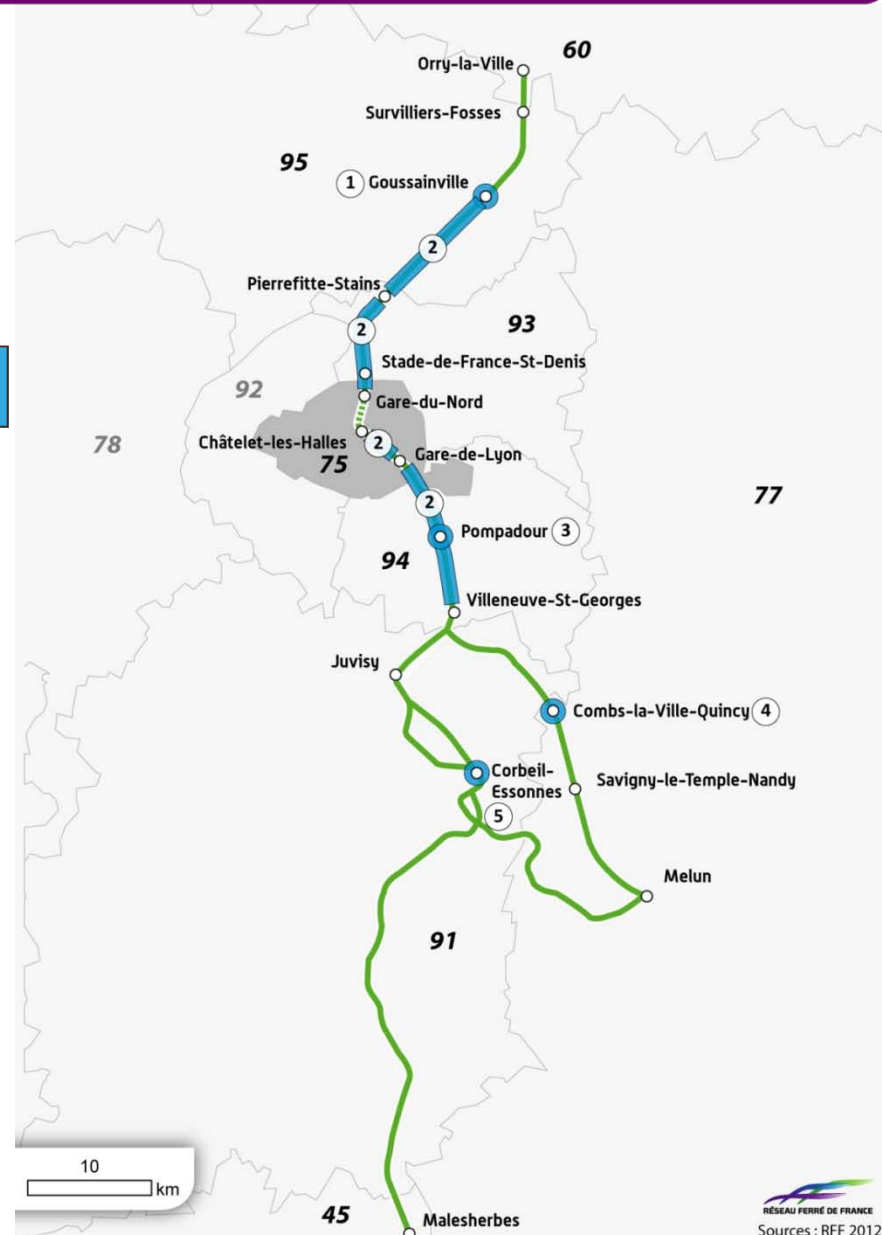 60
Orry-la-Ville
Survilliers-Fosses
95
1 Goussainville
2
Pierrefitte-Stains
93
2
Stade-de-France-St-Denis
92
Gare-du-Nord
78
Châtelet-les-Halles
2
Gare-de-Lyon
75
77
2
Pompadour 3
94
Villeneuve-St-Georges
Juvisy
Combs-la-Ville-Quincy 4
Corbeil-
Essonnes
Savigny-le-Temple-Nandy
5
Melun
91
10
km
45
Malesherbes
RÉSEAU FERRÉ DE FRANCE
Sources : RFF 2012